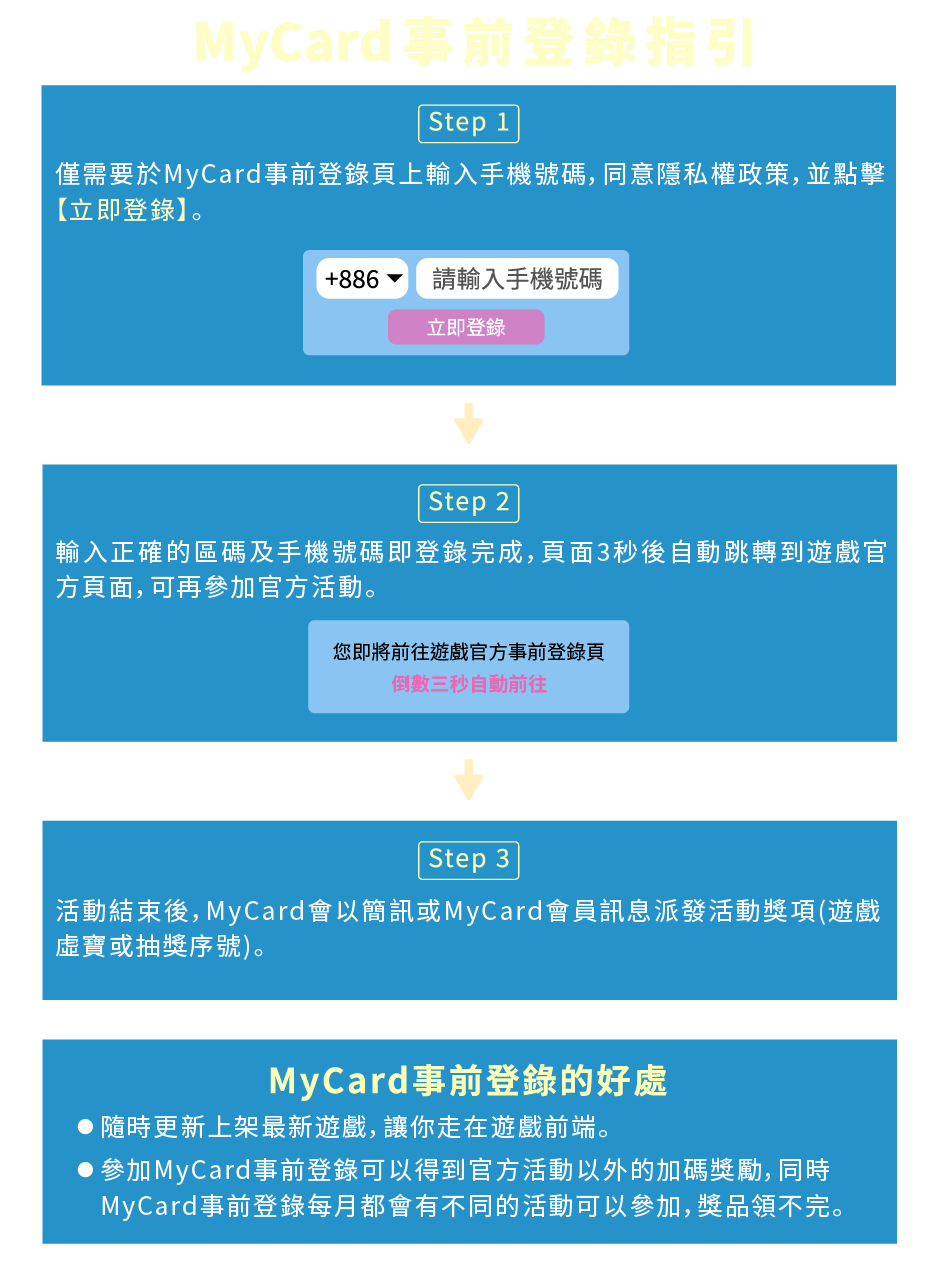 MyCard事前登錄指引
Step 1
僅需要於MyCard事前登錄頁上輸入手機號碼,同意隱私權政策,並點擊
【立即登錄】。
+886 請輸入手機號碼
立即登錄
Step 2
輸入正確的區碼及手機號碼即登錄完成,頁面3秒後自動跳轉到遊戲官
方頁面,可再參加官方活動。
您即將前往遊戲官方事前登錄頁
倒數三秒自動前往
Step 3
活動結束後,MyCard會以簡訊或MyCard會員訊息派發活動獎項(遊戲
虛寶或抽獎序號)。
MyCard事前登錄的好處
●隨時更新上架最新遊戲,讓你走在遊戲前端。
●參加MyCard事前登錄可以得到官方活動以外的加碼獎勵,同時
MyCard事前登錄每月都會有不同的活動可以參加,獎品領不完。